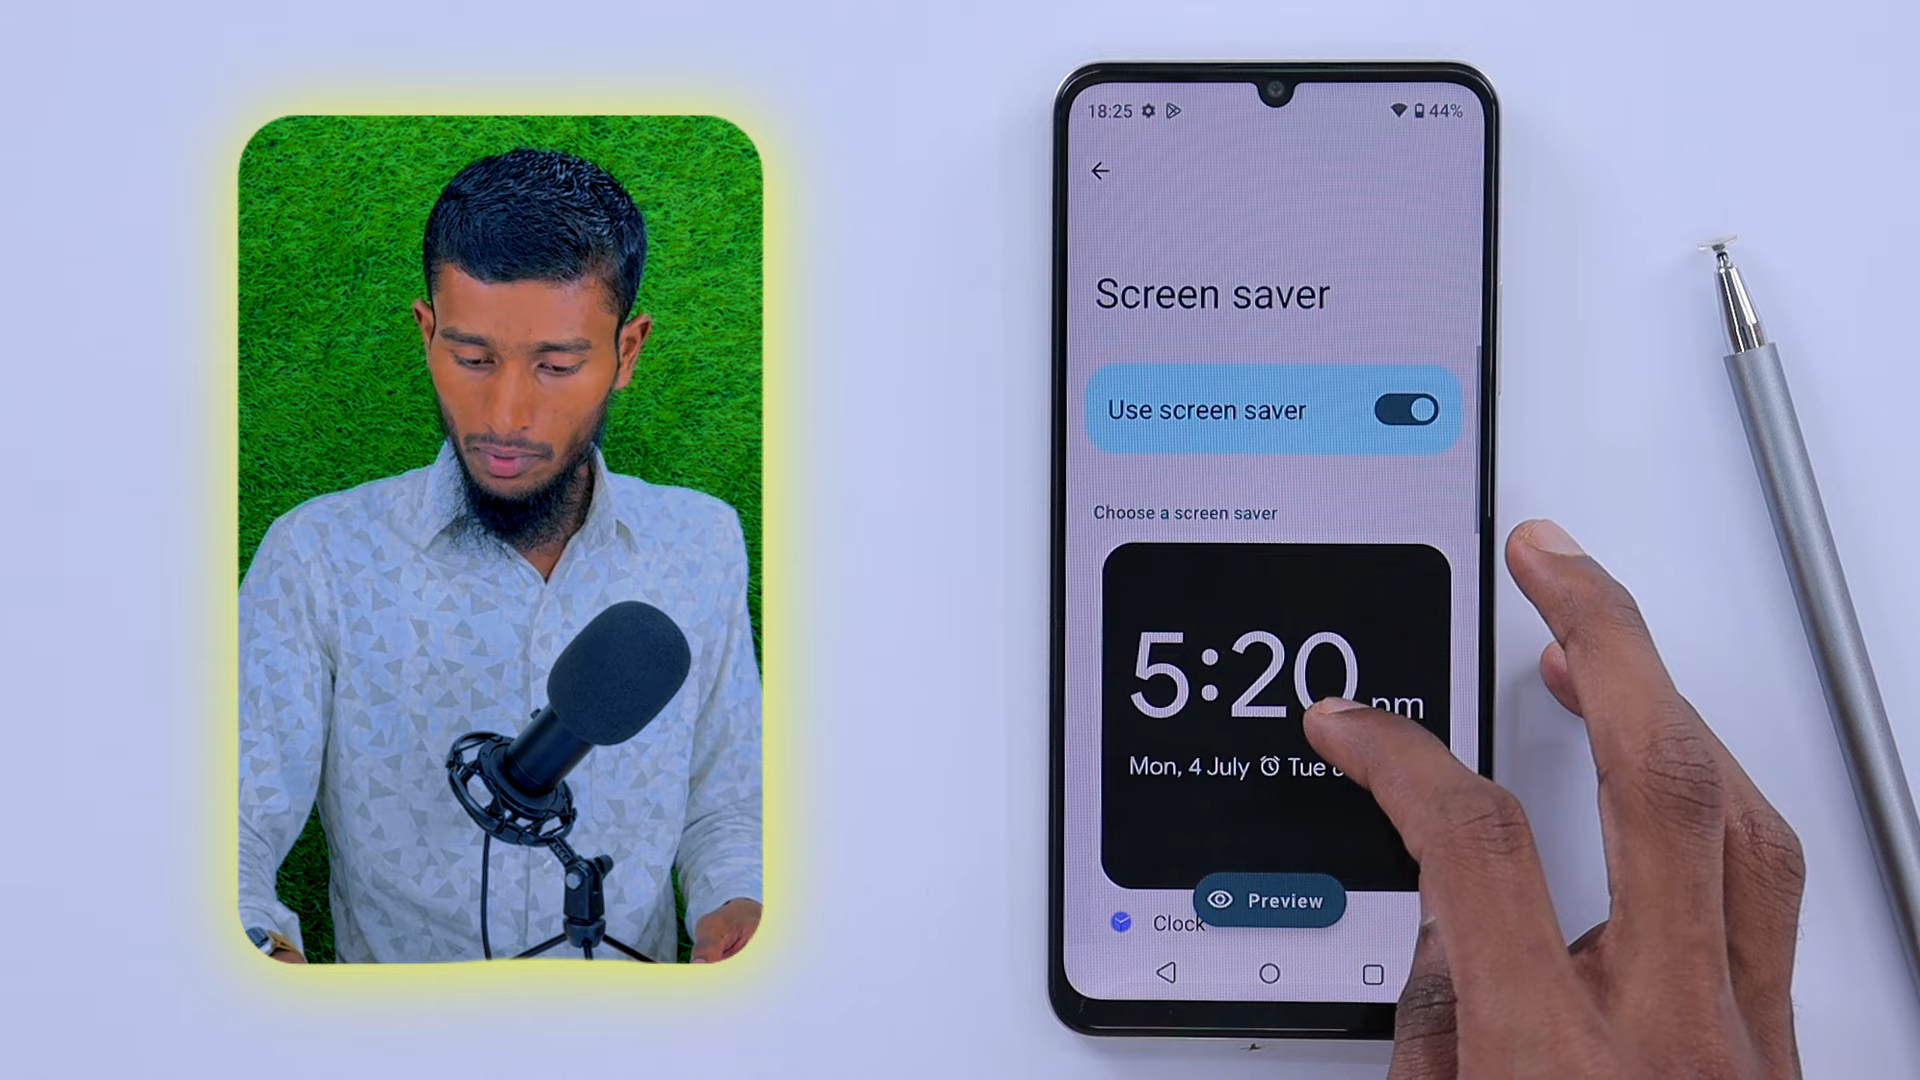 18:25 44%
Screen saver
Use screen saver
Choose a screen saver
5:20 pm
Mon, 4 July Tue
Preview
Clock